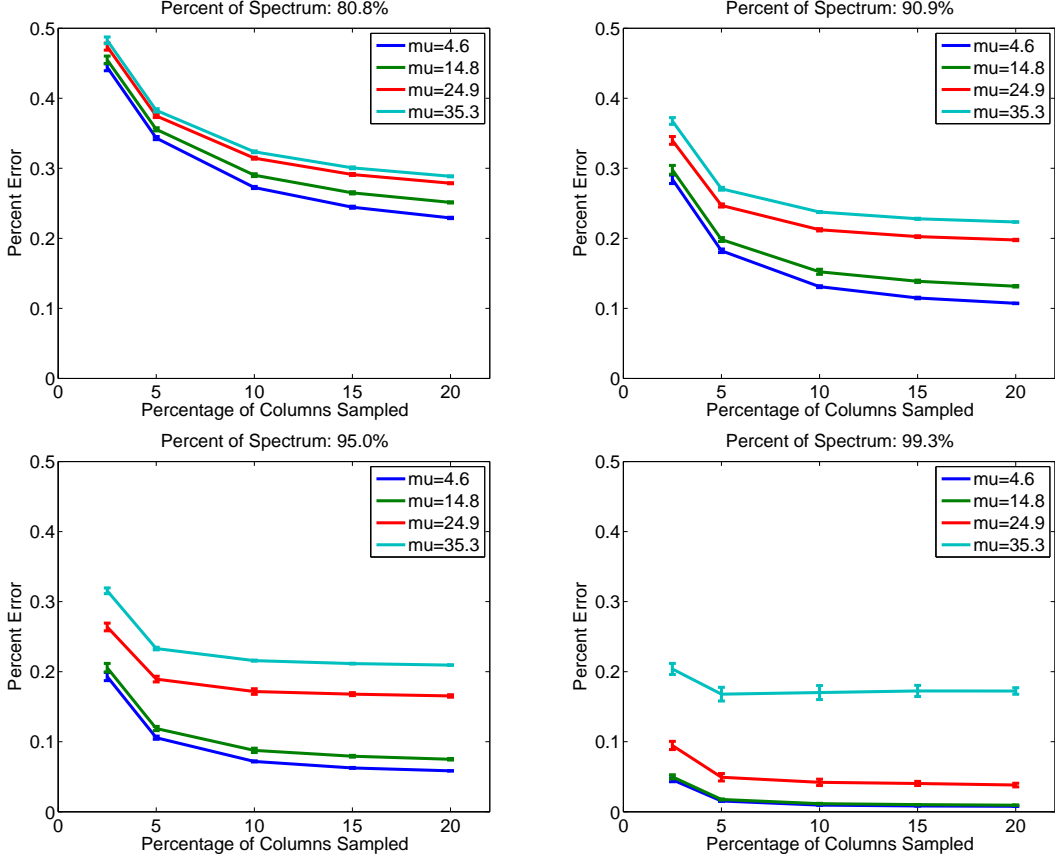 Percent of Spectrum: 80.8%
0.5
0.4
0.3
0.2
0.1
0
Percent Error
mu=4.6
mu=14.8
mu=24.9
mu=35.3
0 5 10 15 20
Percentage of Columns Sampled
Percent of Spectrum: 90.9%
0.5
0.4
0.3
0.2
0.1
0
Percent Error
mu=4.6
mu=14.8
mu=24.9
mu=35.3
0 5 10 15 20
Percentage of Columns Sampled
Percent of Spectrum: 95.0%
0.5
0.4
0.3
0.2
0.1
0
Percent Error
mu=4.6
mu=14.8
mu=24.9
mu=35.3
0 5 10 15 20
Percentage of Columns Sampled
Percent of Spectrum: 99.3%
0.5
0.4
0.3
0.2
0.1
0
Percent Error
mu=4.6
mu=14.8
mu=24.9
mu=35.3
0 5 10 15 20
Percentage of Columns Sampled